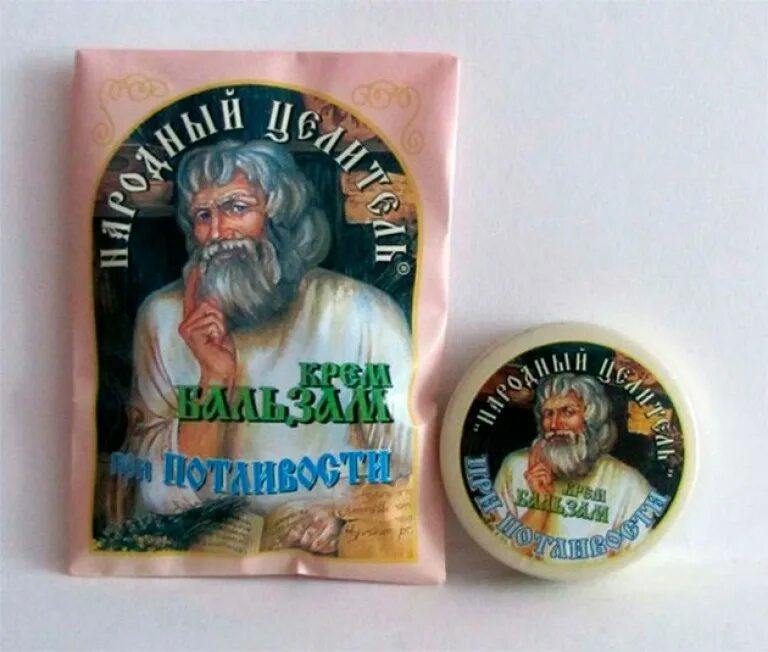 НАРОДНЫЙ ЦЕЛИТЕЛЬ®
КРЕМ
БАЛЬЗАМ
ПРИ ПОТЛИВОСТИ
"НАРОДНЫЙ ЦЕЛИТЕЛЬ"
КРЕМ
БАЛЬЗАМ
ПРИ ПОТЛИВОСТИ